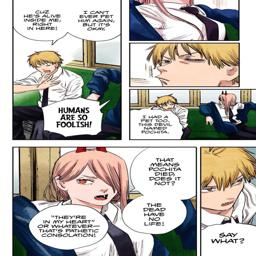 I HAD A
PET TOO,
THIS DEVIL
NAMED
POCHITA.
I CAN'T
EVER PET
HIM AGAIN,
BUT IT'S
OKAY.
CUZ
HE'S ALIVE
INSIDE ME,
RIGHT
IN HERE!
HUMANS
ARE SO
FOOLISH!
SAY
WHAT?
THAT
MEANS
POCHITA
DIED,
DOES IT
NOT?
THE
DEAD
HAVE NO
LIFE!
"THEY'RE
IN MY HEART"
OR WHATEVER—
THAT'S PATHETIC
CONSOLATION!